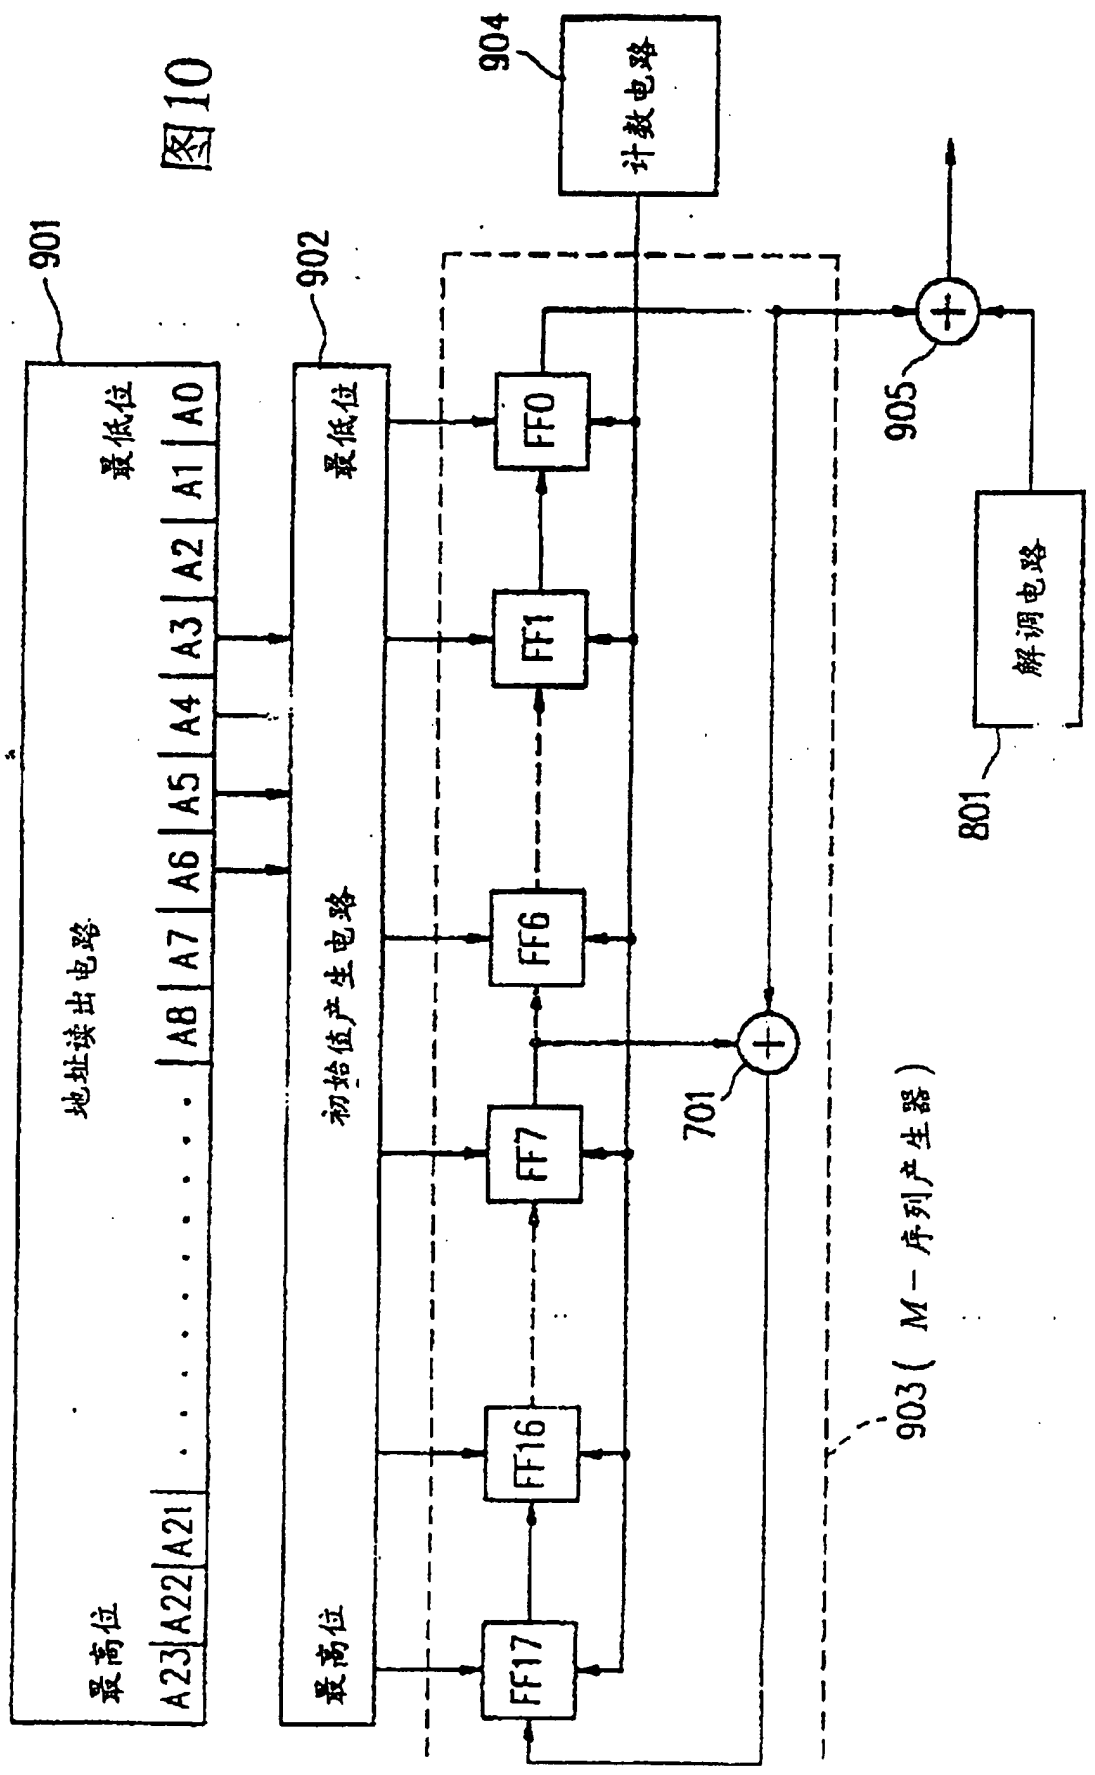 图10
901
地址读出电路
最高位
最低位
A23 A22 A21 A8 A7 A6 A5 A4 A3 A2 A1 A0
902
最高位
初始值产生电路
最低位
904
计数电路
FF17 FF16 FF7 FF6 FF1 FF0
701
903( M-序列产生器)
905
801
解调电路